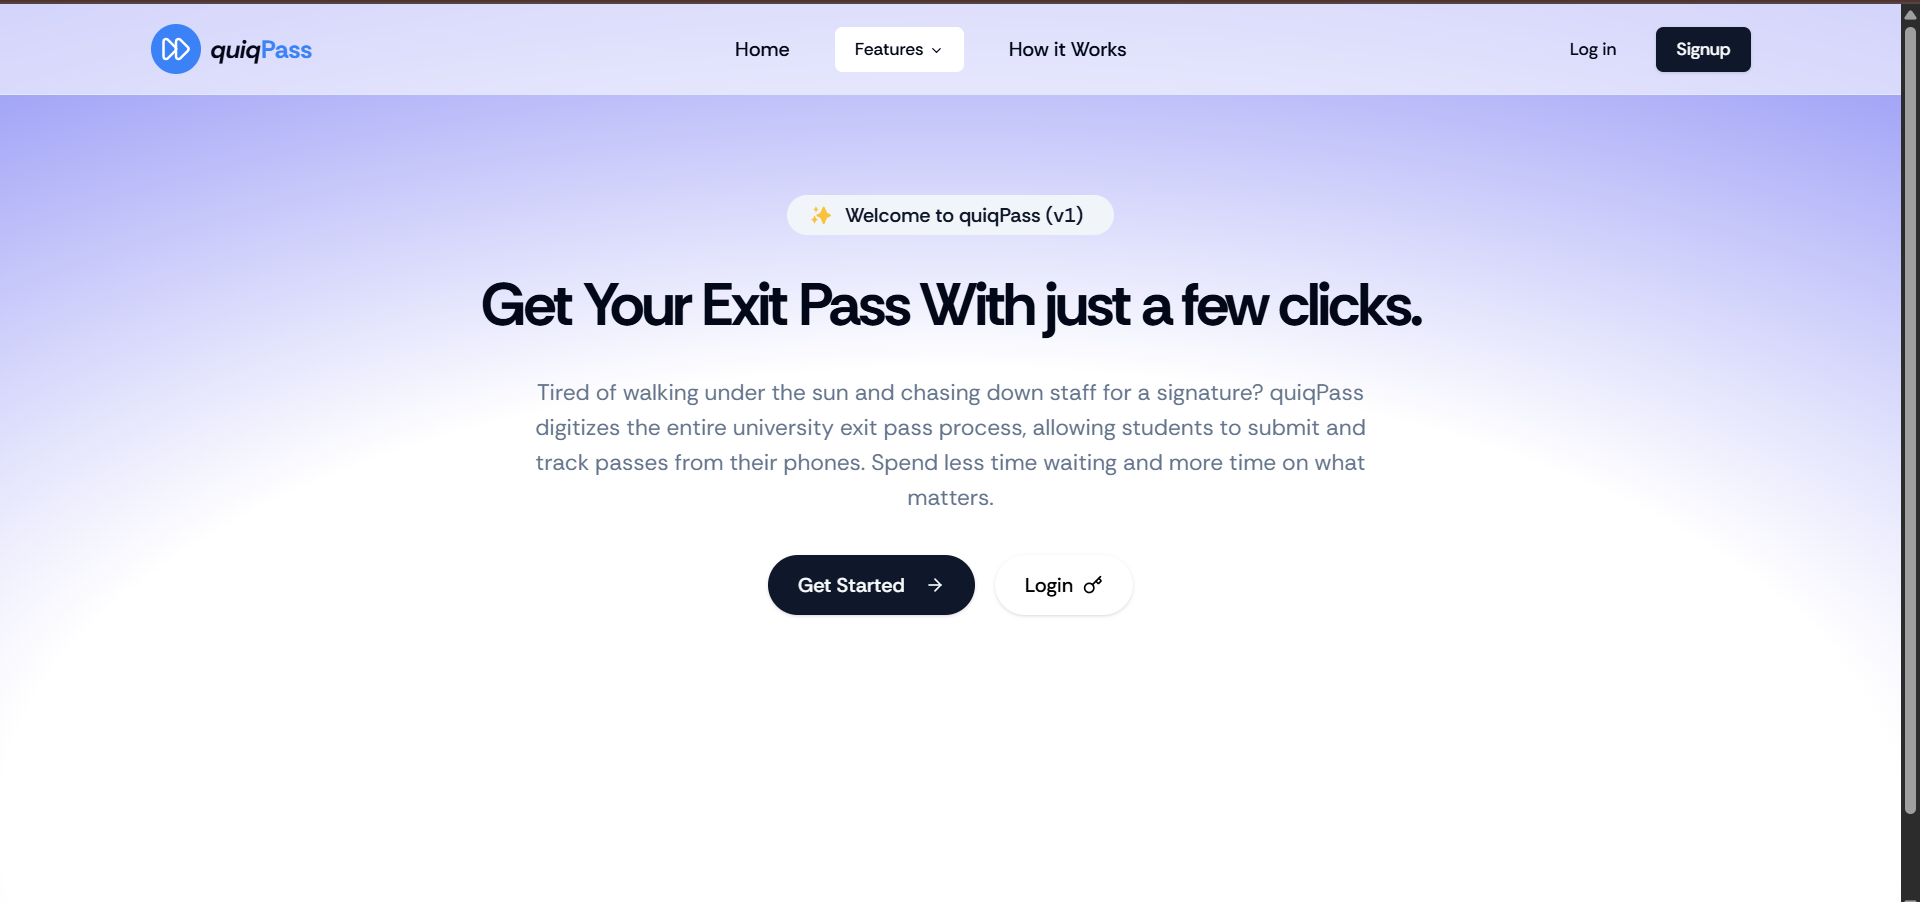 quiqPass
Home
Features
How it Works
Log in
Signup
✨ Welcome to quiqPass (v1)
Get Your Exit Pass With just a few clicks.
Tired of walking under the sun and chasing down staff for a signature? quiqPass
digitizes the entire university exit pass process, allowing students to submit and
track passes from their phones. Spend less time waiting and more time on what
matters.
Get Started
Login